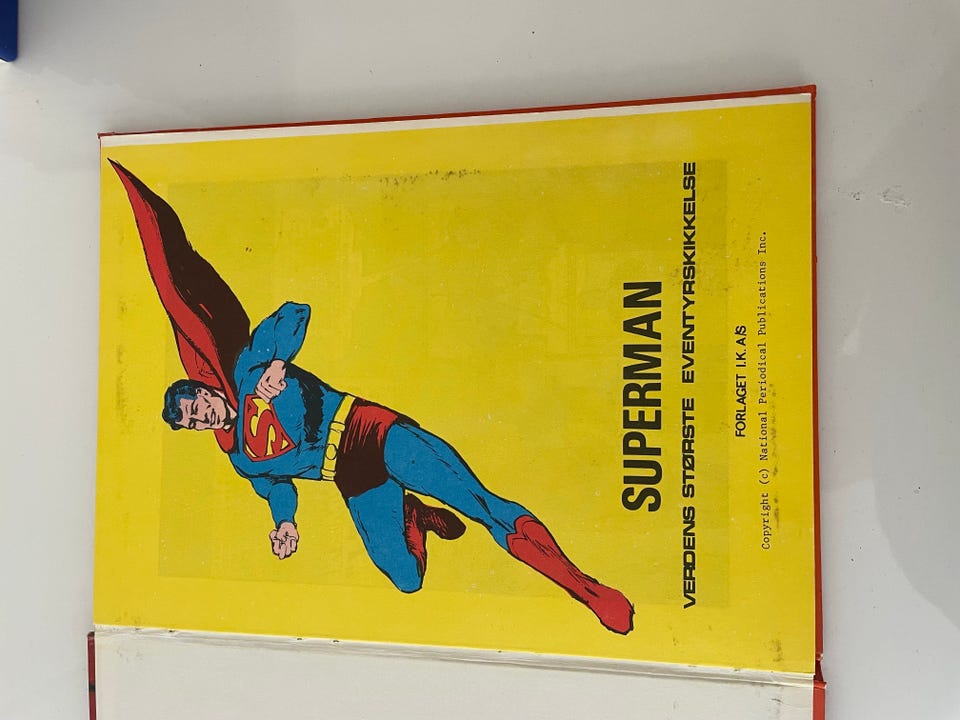 SUPERMAN
VERDENS STØRSTE EVENTYRSKIKKELSE
FORLAGET I.K. A/S
Copyright (c) National Periodical Publications Inc.